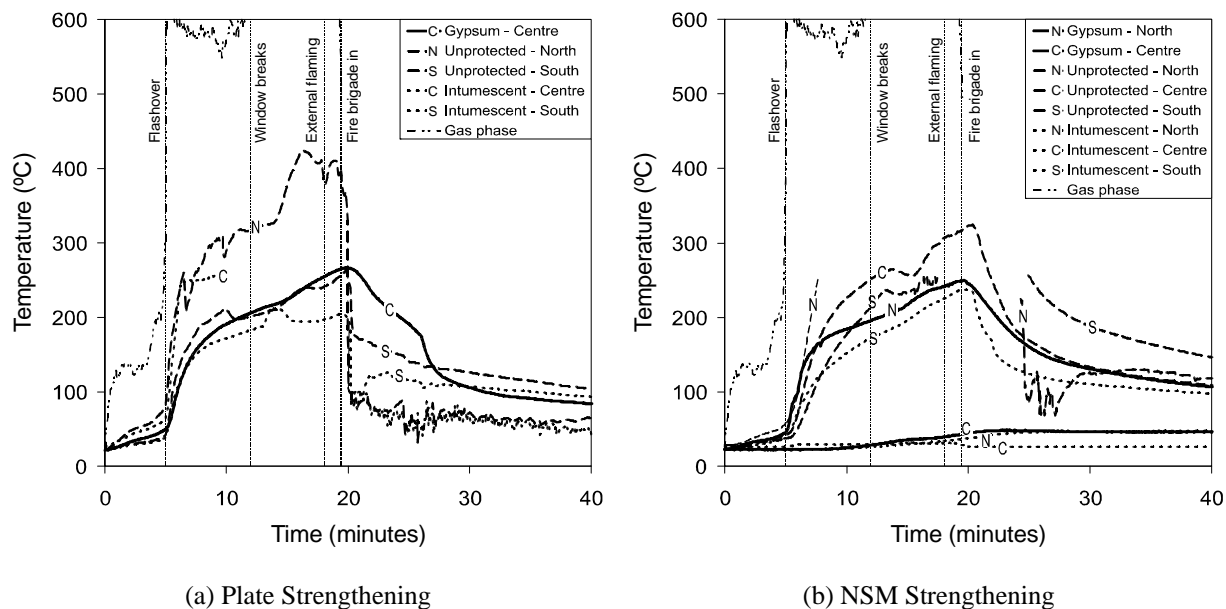 600
500
400
300
200
100
0
Temperature (ºC)
0
10
20
30
40
Time (minutes)
Flashover
Window breaks
External flaming
Fire brigade in
C Gypsum - Centre
N Unprotected - North
S Unprotected - South
C Intumescent - Centre
S Intumescent - South
Gas phase
N
C
C
S
S
(a) Plate Strengthening
600
500
400
300
200
100
0
Temperature (ºC)
0
10
20
30
40
Time (minutes)
Flashover
Window breaks
External flaming
Fire brigade in
N Gypsum - North
C Gypsum - Centre
N Unprotected - North
C Unprotected - Centre
S Unprotected - South
N Intumescent - North
C Intumescent - Centre
S Intumescent - South
Gas phase
N
C
S
N
S
N
S
C
N
C
(b) NSM Strengthening